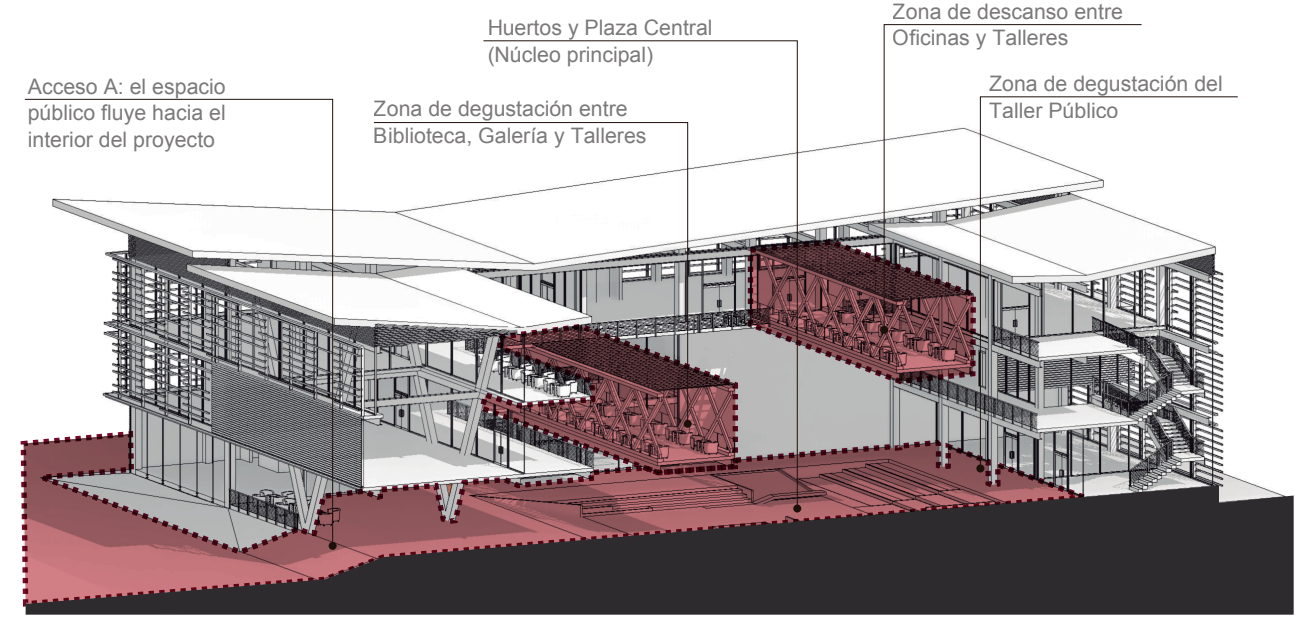 Acceso A: el espacio
público fluye hacia el
interior del proyecto
Zona de degustación entre
Biblioteca, Galería y Talleres
Huertos y Plaza Central
(Núcleo principal)
Zona de descanso entre
Oficinas y Talleres
Zona de degustación del
Taller Público